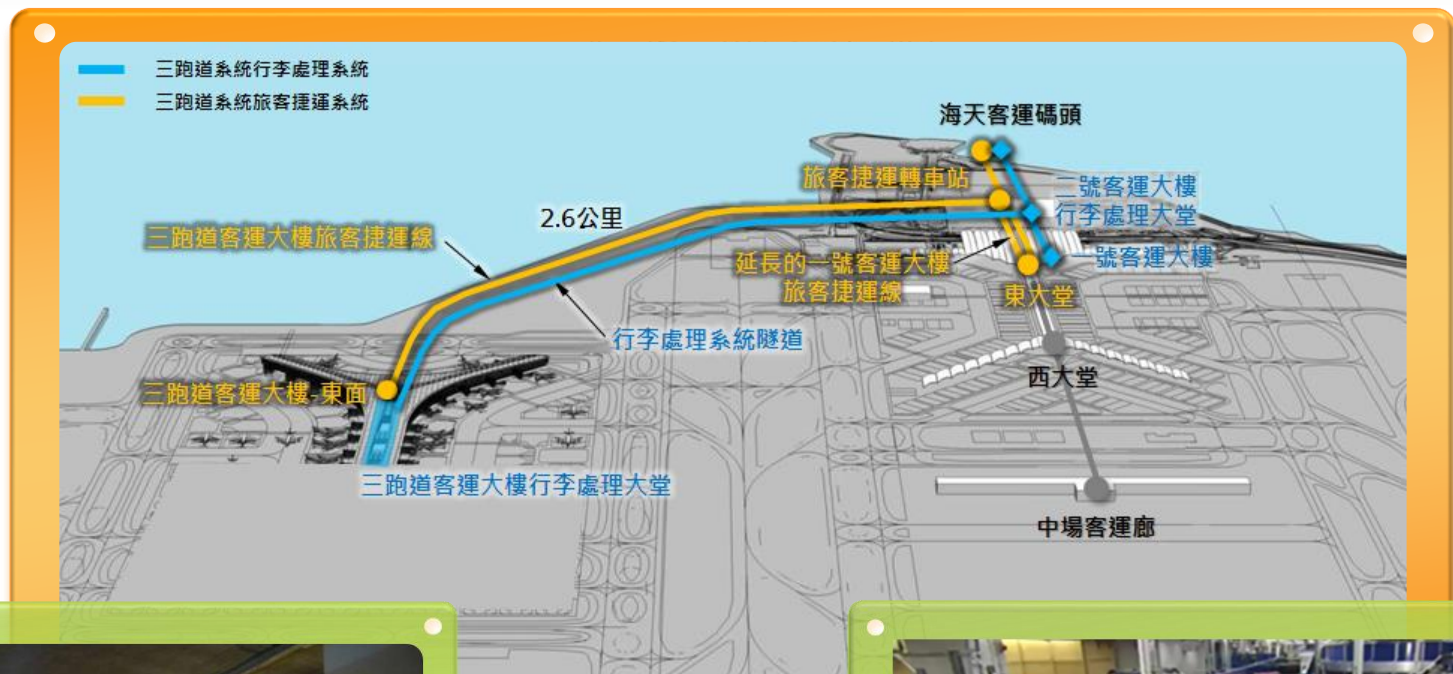 三跑道系統行李處理系統
三跑道系統旅客捷運系統
海天客運碼頭
旅客捷運轉車站
二號客運大樓
行李處理大堂
2.6公里
三跑道客運大樓旅客捷運線
延長的一號客運大樓
旅客捷運線
一號客運大樓
東大堂
行李處理系統隧道
西大堂
三跑道客運大樓-東面
三跑道客運大樓行李處理大堂
中場客運廊